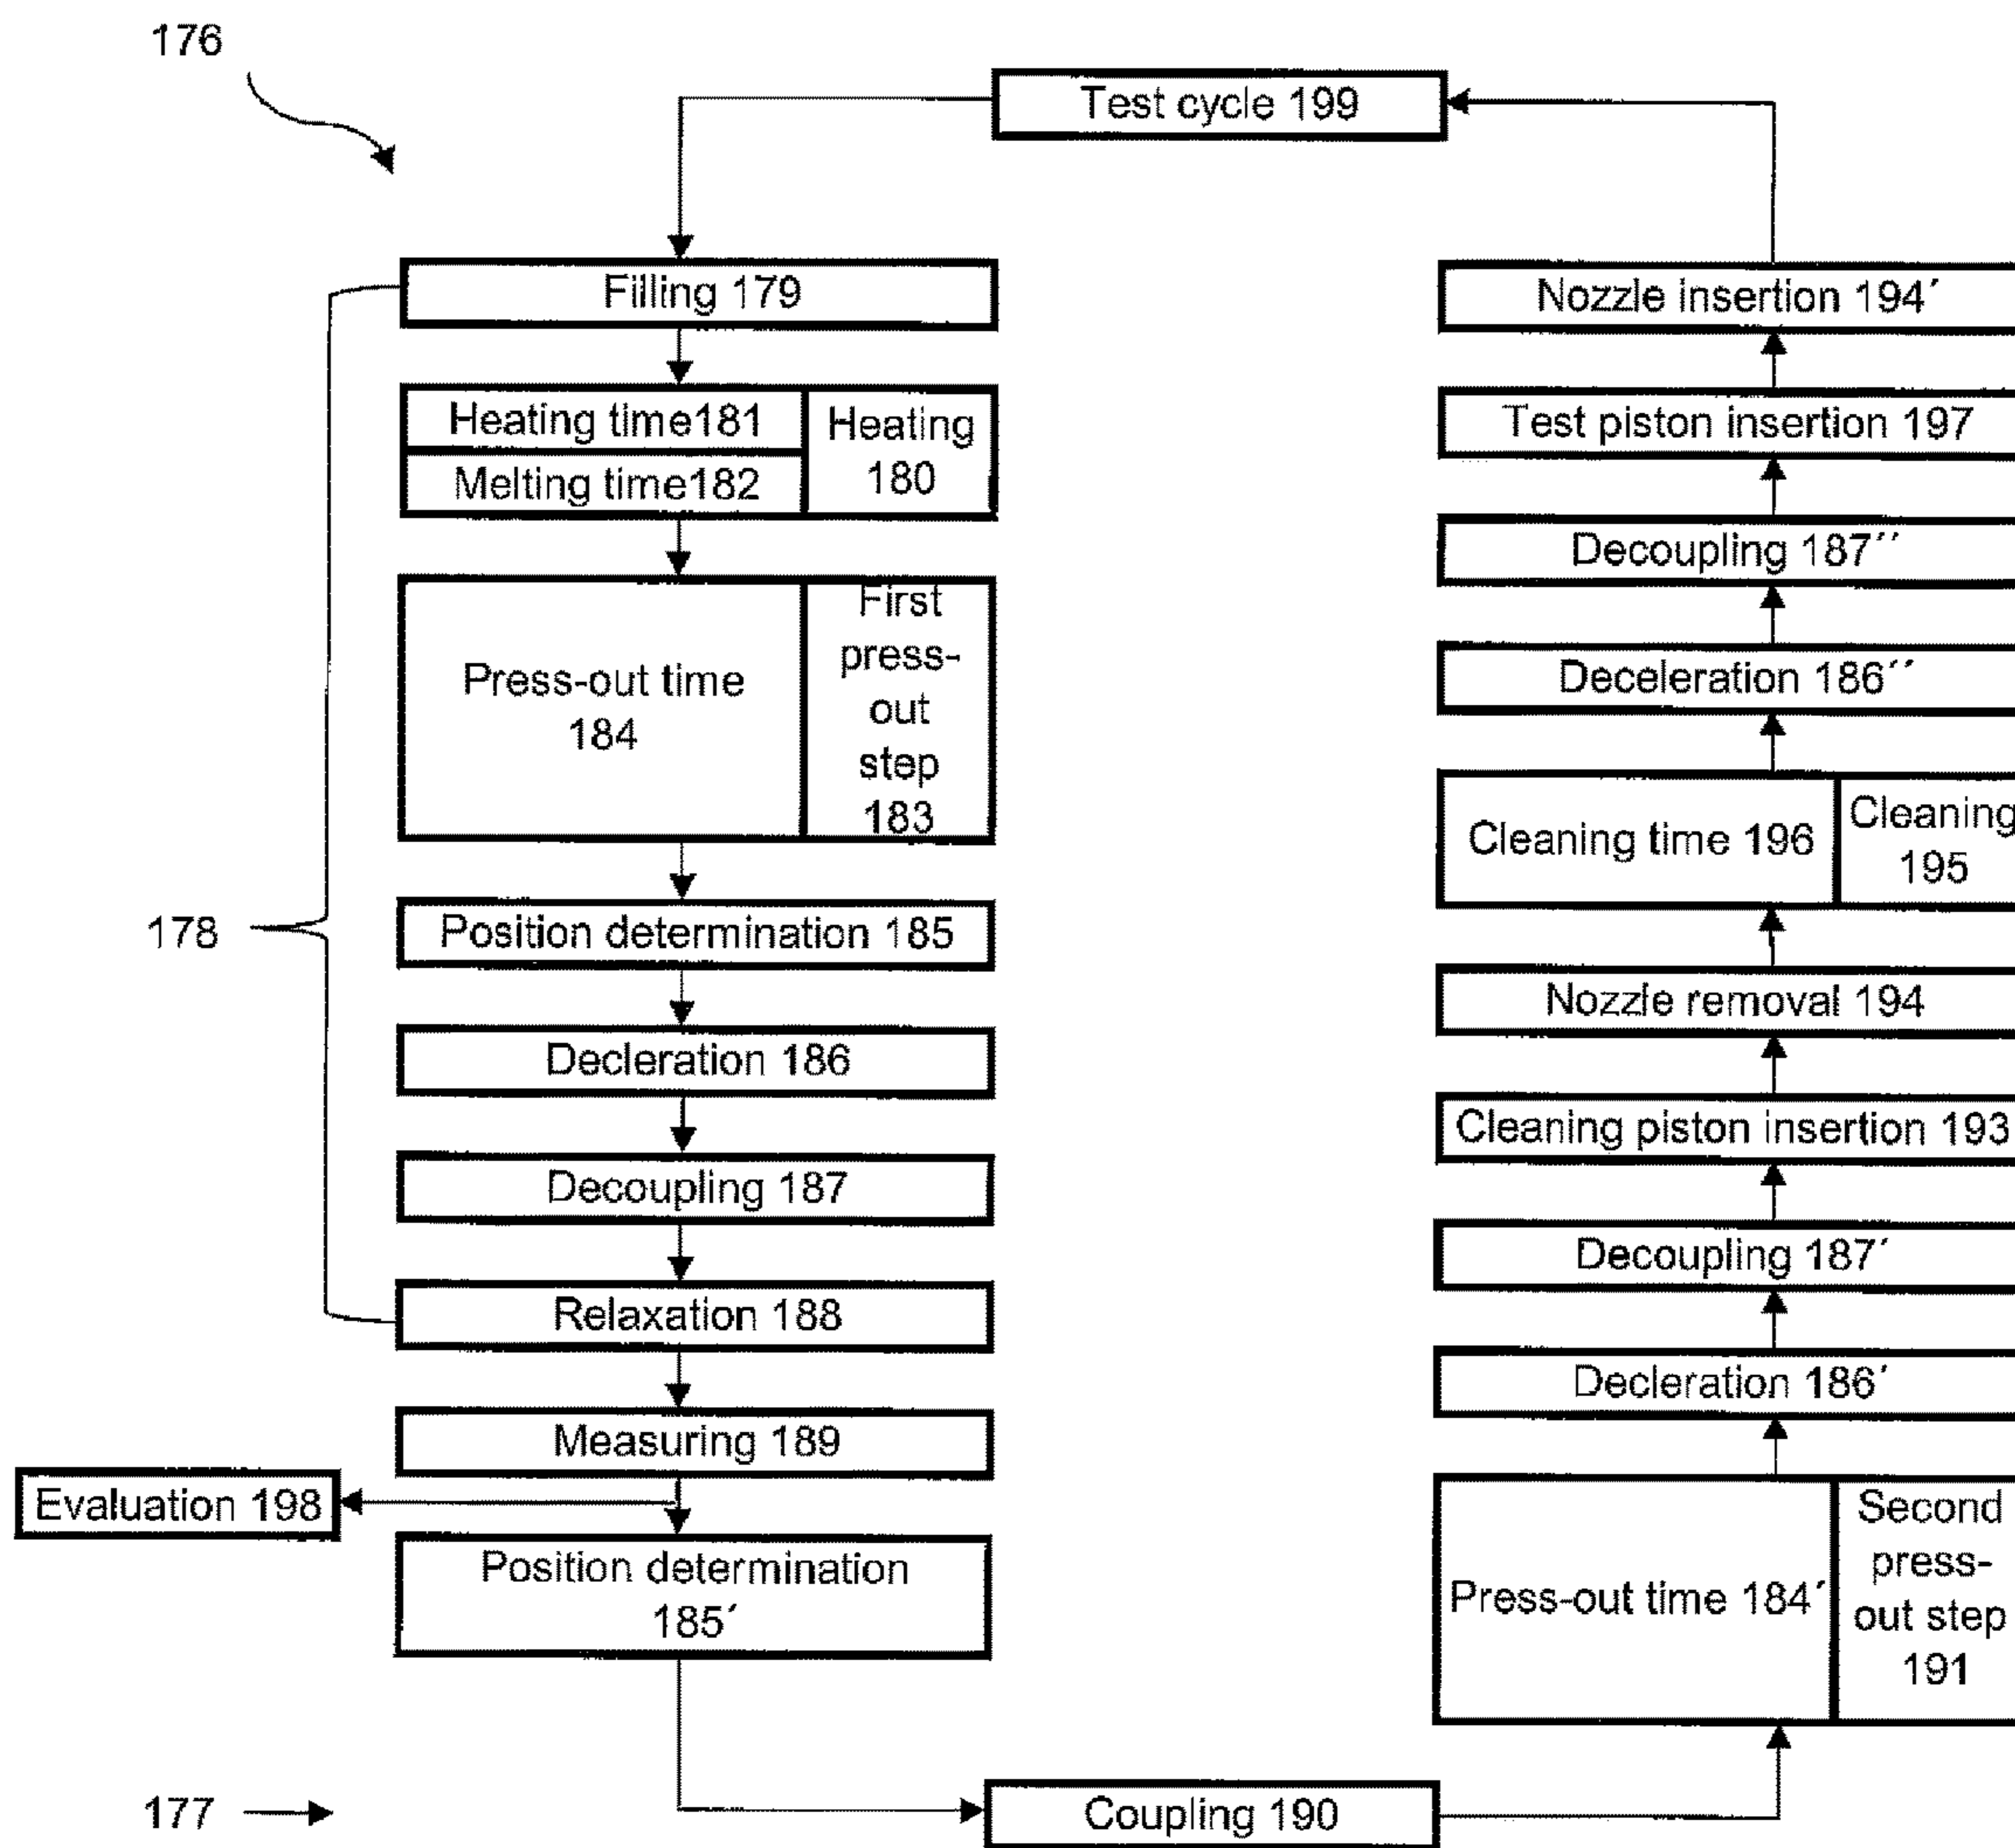 176
Test cycle 199
Filling 179
Heating time181
Melting time182
Heating
180
Press-out time
184
First
press-
out
step
183
Position determination 185
Decleration 186
Decoupling 187
Relaxation 188
178
Measuring 189
Evaluation 198
Position determination
185´
177
Coupling 190
Press-out time 184´
Second
press-
out step
191
Decleration 186´
Decoupling 187´
Cleaning piston insertion 193
Nozzle removal 194
Cleaning time 196
Cleaning
195
Deceleration 186´´
Decoupling 187´´
Test piston insertion 197
Nozzle insertion 194´